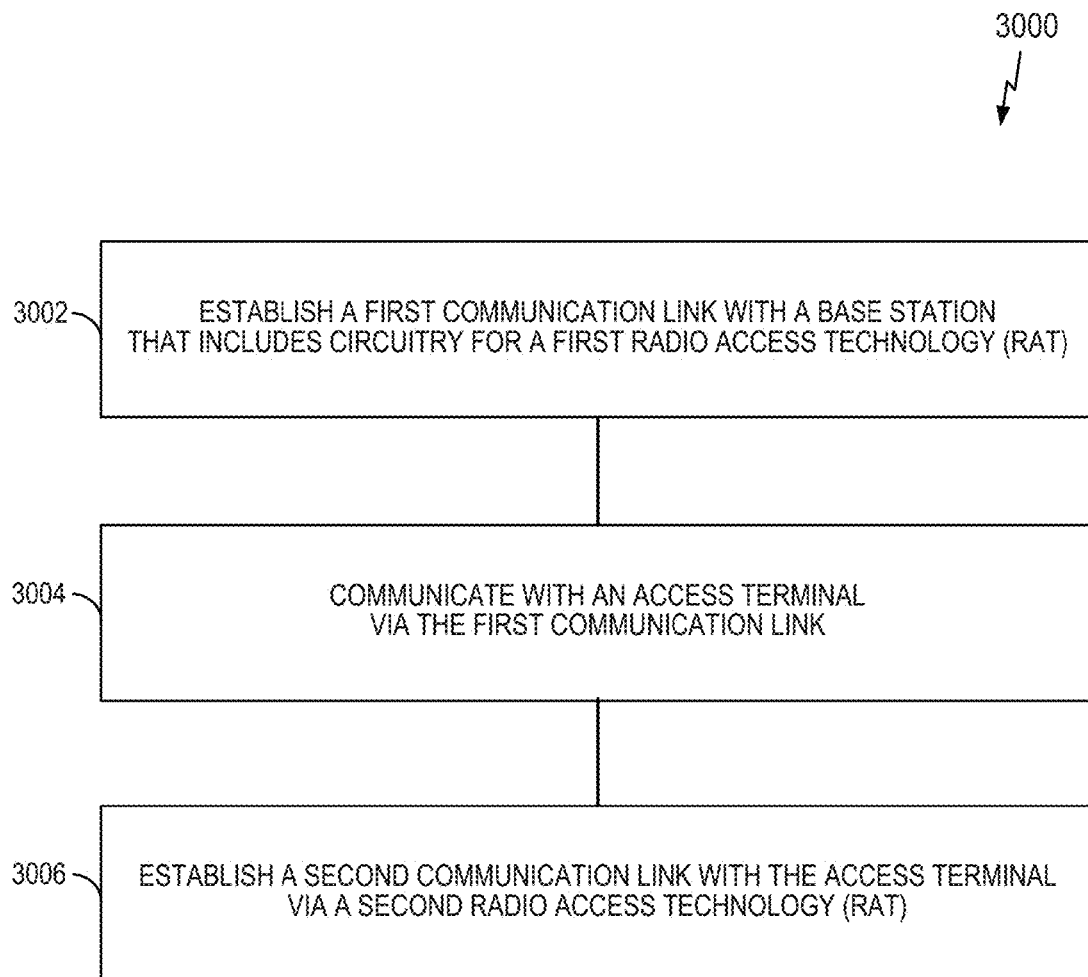 3000
3002
ESTABLISH A FIRST COMMUNICATION LINK WITH A BASE STATION
THAT INCLUDES CIRCUITRY FOR A FIRST RADIO ACCESS TECHNOLOGY (RAT)
3004
COMMUNICATE WITH AN ACCESS TERMINAL
VIA THE FIRST COMMUNICATION LINK
3006
ESTABLISH A SECOND COMMUNICATION LINK WITH THE ACCESS TERMINAL
VIA A SECOND RADIO ACCESS TECHNOLOGY (RAT)